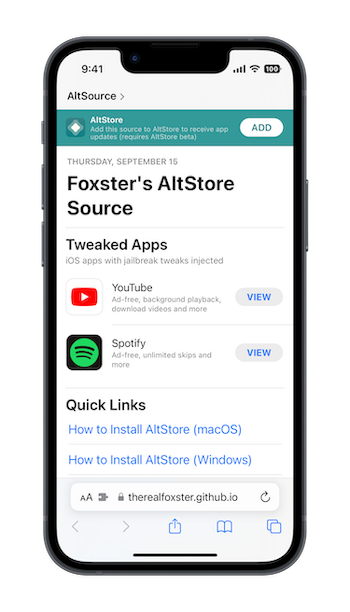 9:41
100
AltSource >
AltStore
Add this source to AltStore to receive app
updates (requires AltStore beta)
ADD
THURSDAY, SEPTEMBER 15
Foxster's AltStore
Source
Tweaked Apps
iOS apps with jailbreak tweaks injected
YouTube
Ad-free, background playback,
download videos and more
VIEW
Spotify
Ad-free, unlimited skips and
more
VIEW
Quick Links
How to Install AltStore (macOS)
How to Install AltStore (Windows)
AA therealfoxster.github.io